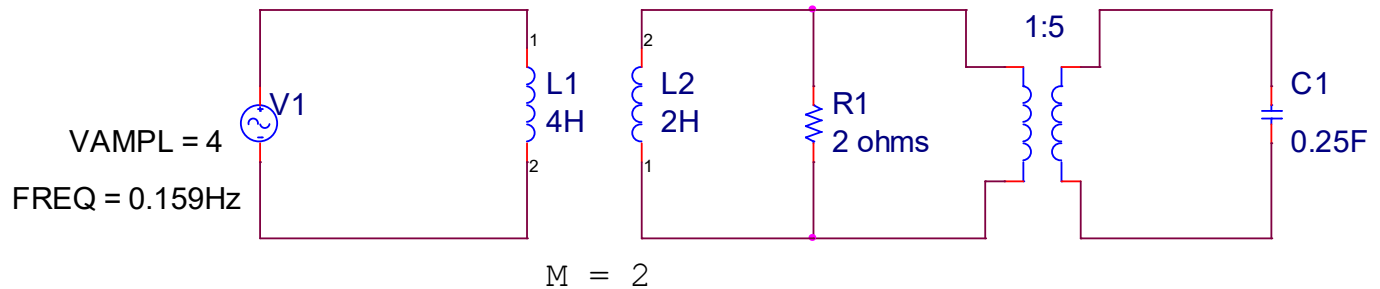 1:5
1
2
V1
L1
4H
L2
2H
R1
2 ohms
C1
0.25F
VAMPL = 4
FREQ = 0.159Hz
2
1
M = 2